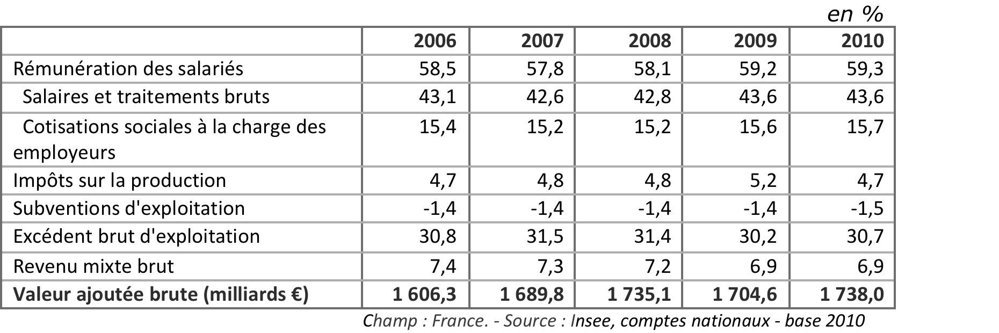 en %
2006 2007 2008 2009 2010
Rémunération des salariés 58,5 57,8 58,1 59,2 59,3
Salaires et traitements bruts 43,1 42,6 42,8 43,6 43,6
Cotisations sociales à la charge des 15,4 15,2 15,2 15,6 15,7
employeurs
Impôts sur la production 4,7 4,8 4,8 5,2 4,7
Subventions d'exploitation -1,4 -1,4 -1,4 -1,4 -1,5
Excédent brut d'exploitation 30,8 31,5 31,4 30,2 30,7
Revenu mixte brut 7,4 7,3 7,2 6,9 6,9
Valeur ajoutée brute (milliards €) 1 606,3 1 689,8 1 735,1 1 704,6 1 738,0
Champ : France. - Source : Insee, comptes nationaux - base 2010